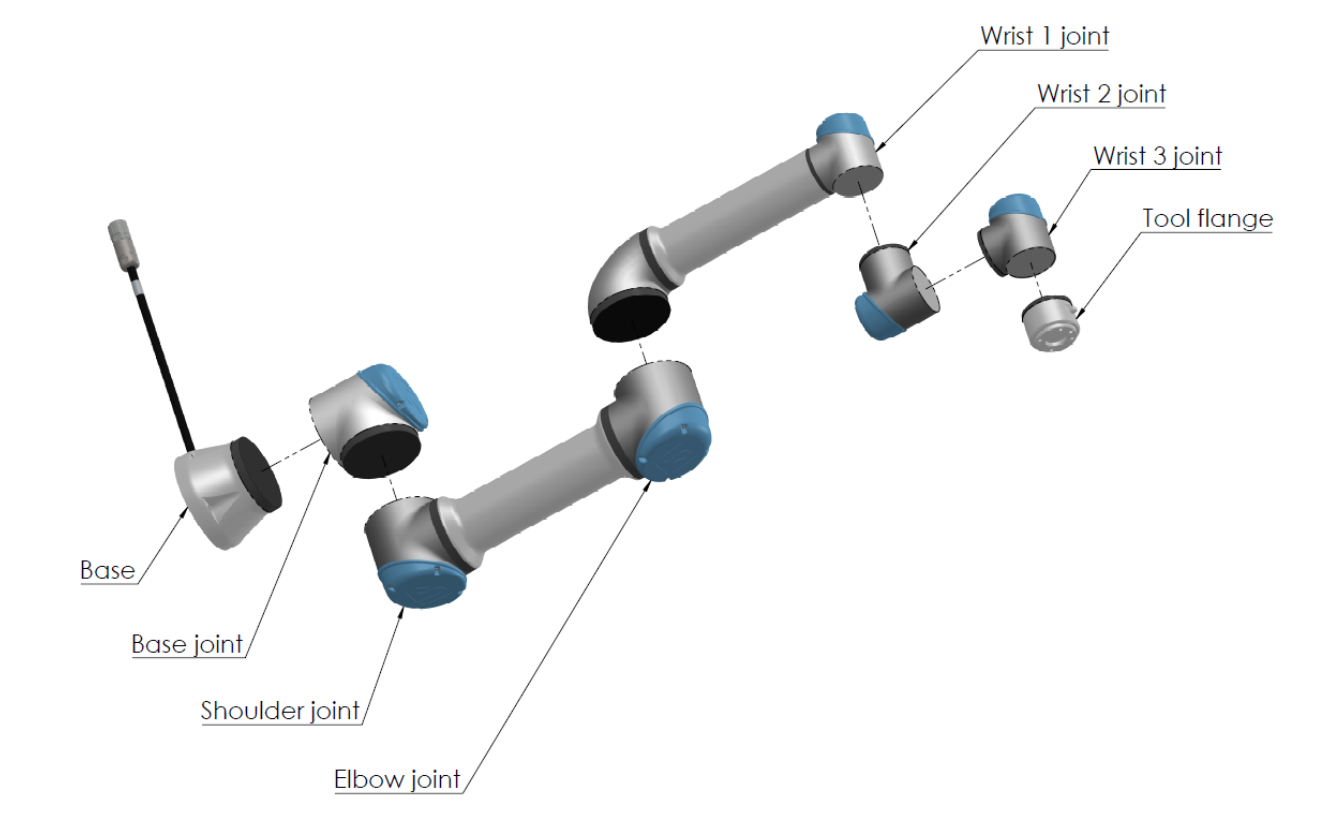 Wrist 1 joint
Wrist 2 joint
Wrist 3 joint
Tool flange
Base
Base joint
Shoulder joint
Elbow joint